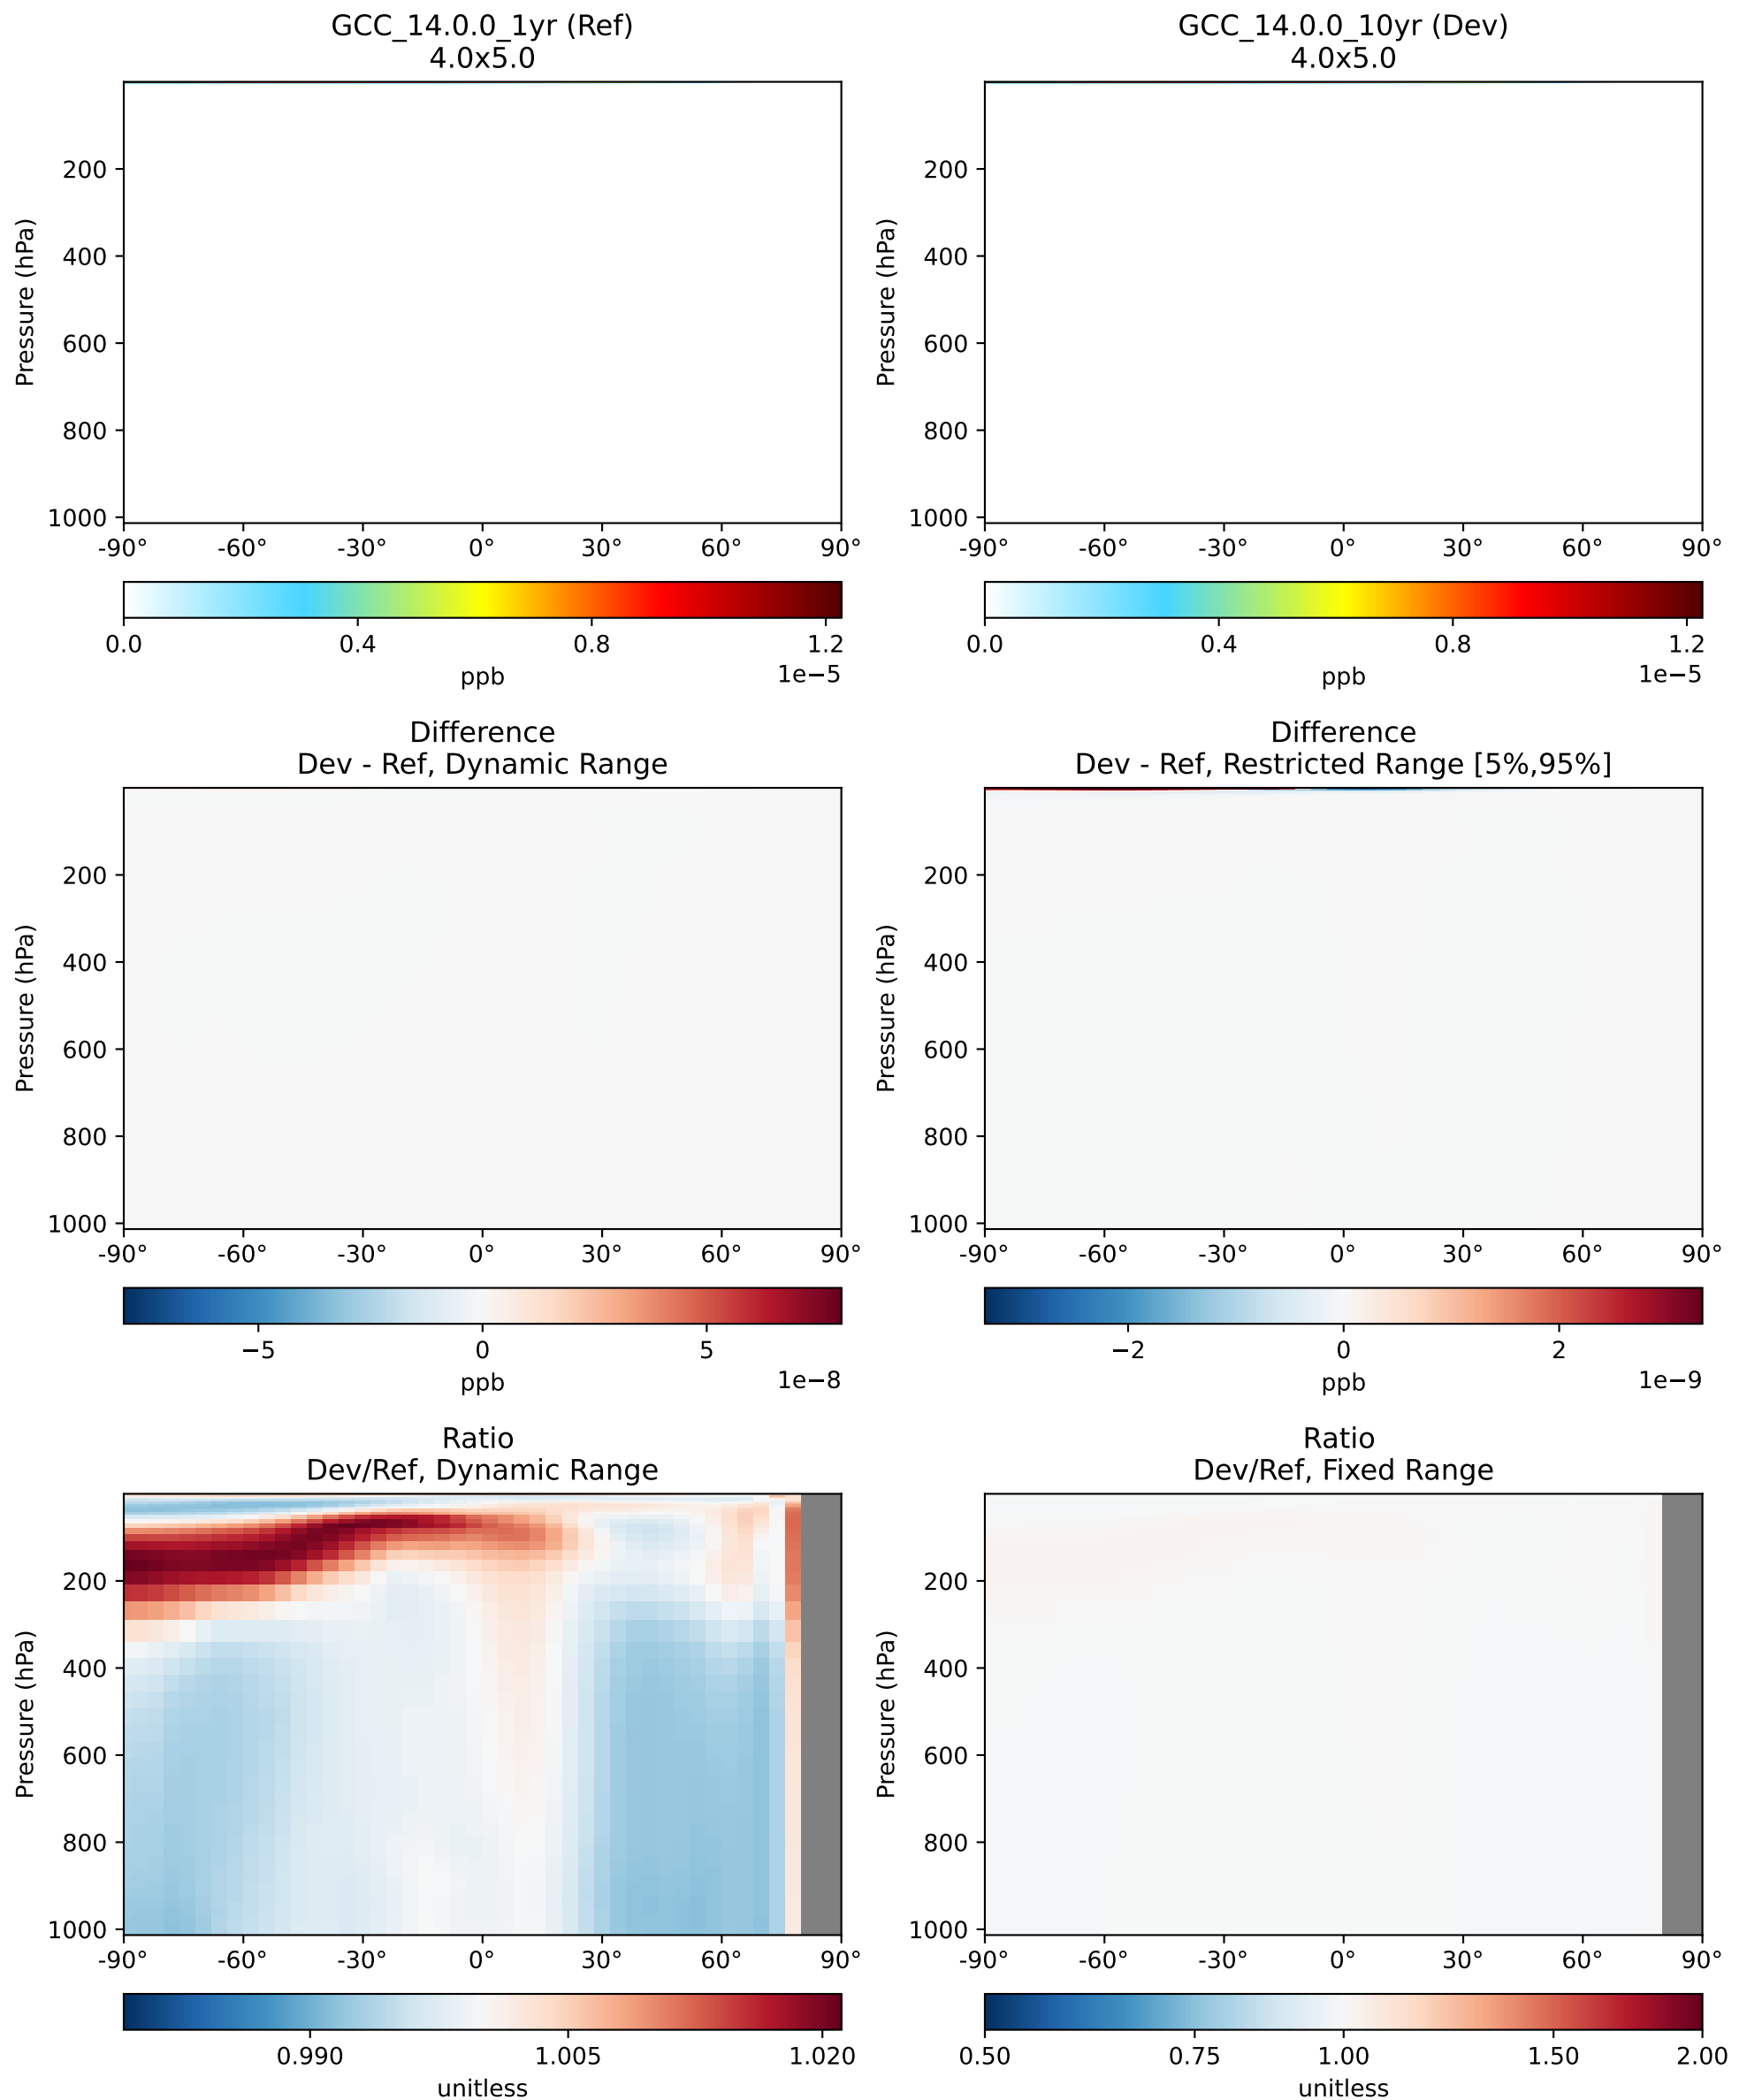 GCC_14.0.0_1yr (Ref)
4.0x5.0
Pressure (hPa)
200
400
600
800
1000
-90° -60° -30° 0° 30° 60° 90°
0.0 0.4 0.8 1.2
ppb 1e−5
GCC_14.0.0_10yr (Dev)
4.0x5.0
Pressure (hPa)
200
400
600
800
1000
-90° -60° -30° 0° 30° 60° 90°
0.0 0.4 0.8 1.2
ppb 1e−5
Difference
Dev - Ref, Dynamic Range
Pressure (hPa)
200
400
600
800
1000
-90° -60° -30° 0° 30° 60° 90°
−5 0 5
ppb 1e−8
Difference
Dev - Ref, Restricted Range [5%,95%]
Pressure (hPa)
200
400
600
800
1000
-90° -60° -30° 0° 30° 60° 90°
−2 0 2
ppb 1e−9
Ratio
Dev/Ref, Dynamic Range
Pressure (hPa)
200
400
600
800
1000
-90° -60° -30° 0° 30° 60° 90°
0.990 1.005 1.020
unitless
Ratio
Dev/Ref, Fixed Range
Pressure (hPa)
200
400
600
800
1000
-90° -60° -30° 0° 30° 60° 90°
0.50 0.75 1.00 1.50 2.00
unitless